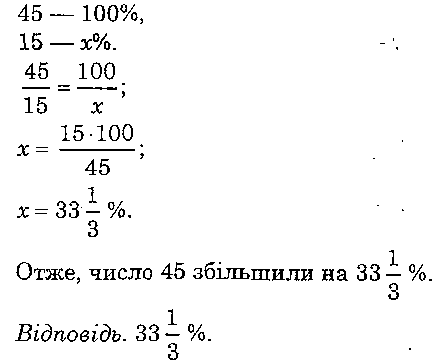 45 — 100%,
15 — x%.
45/15 = 100/x;
x = 15·100/45;
x = 33 1/3 %.
Отже, число 45 збільшили на 33 1/3 %.
Відповідь. 33 1/3 %.